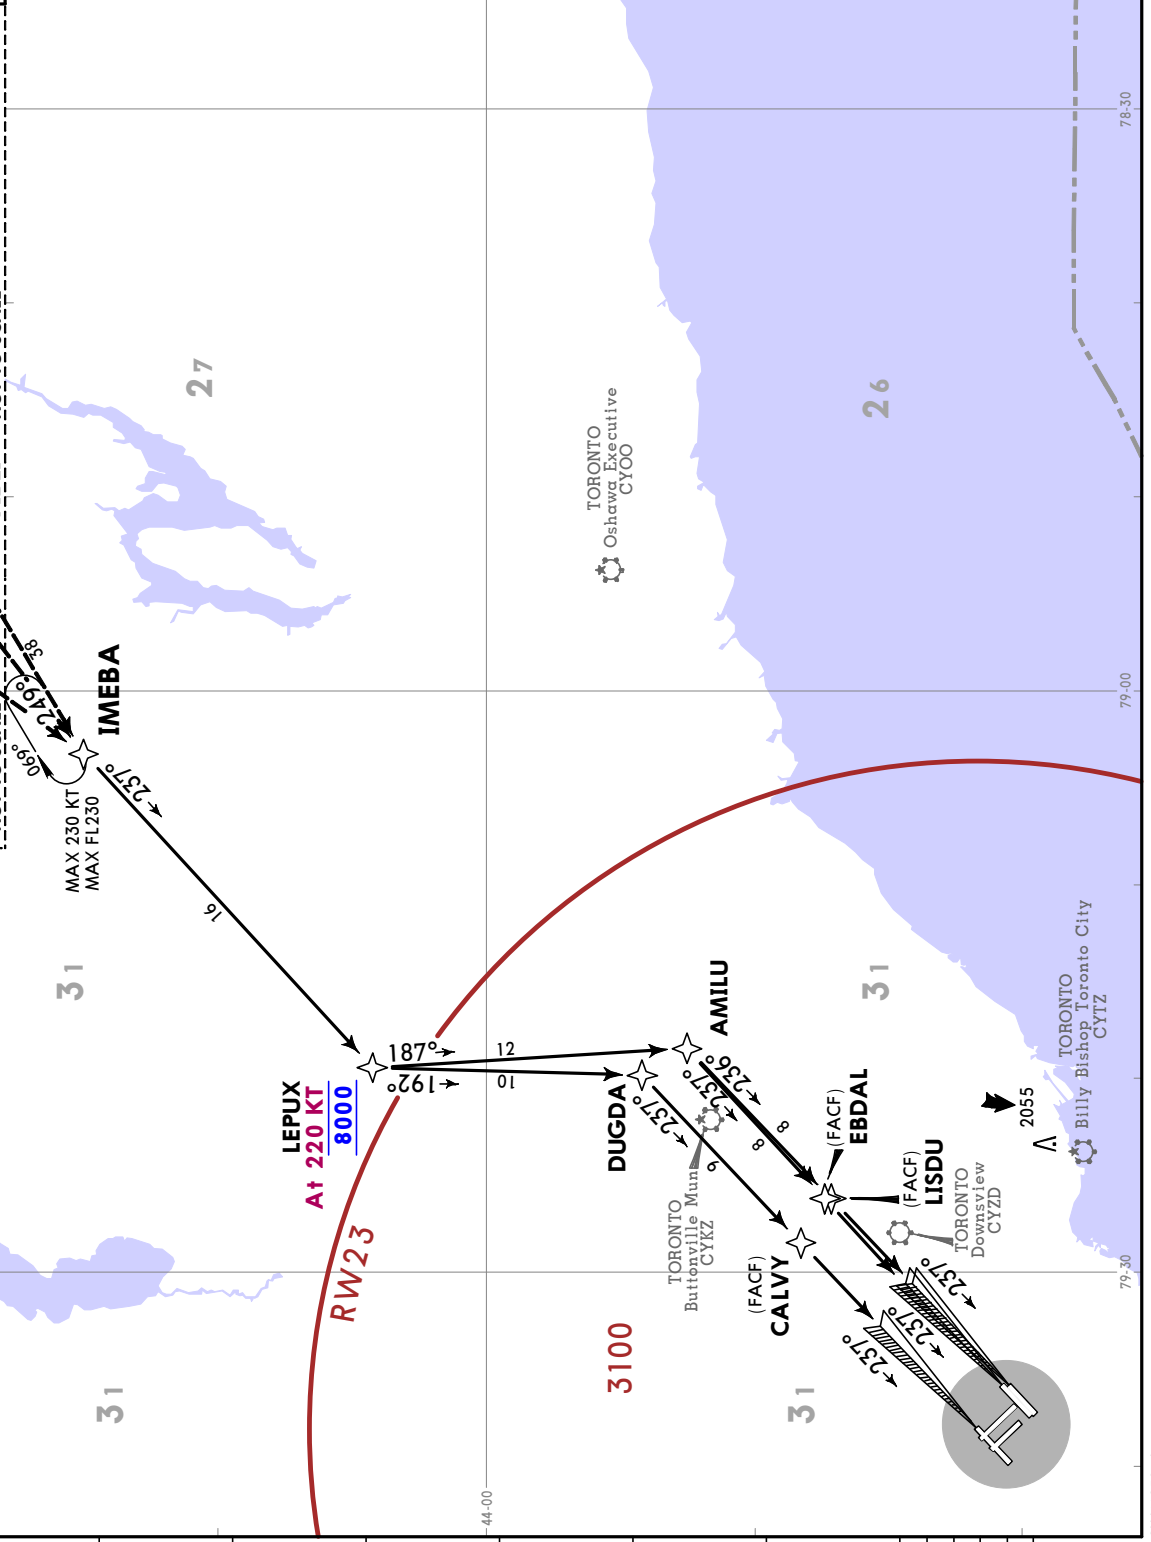 78-30
27
26
TORONTO
Oshawa Executive
CYOO
38
249°
069°
IMEBA
MAX 230 KT
MAX FL230
237°
16
79-00
31
31
LEPUX
At 220 KT
8000
187°
12
192°
10
AMILU
DUGDA
237°
236°
237°
8
8
9
TORONTO
Buttonville Mun
CYKZ
(FACF)
EBDAL
(FACF)
LISDU
TORONTO
Downsview
CYZD
(FACF)
CALVY
2055
TORONTO
Billy Bishop Toronto City
CYTZ
79-30
RW23
3100
237°
237°
237°
31
31
44-00